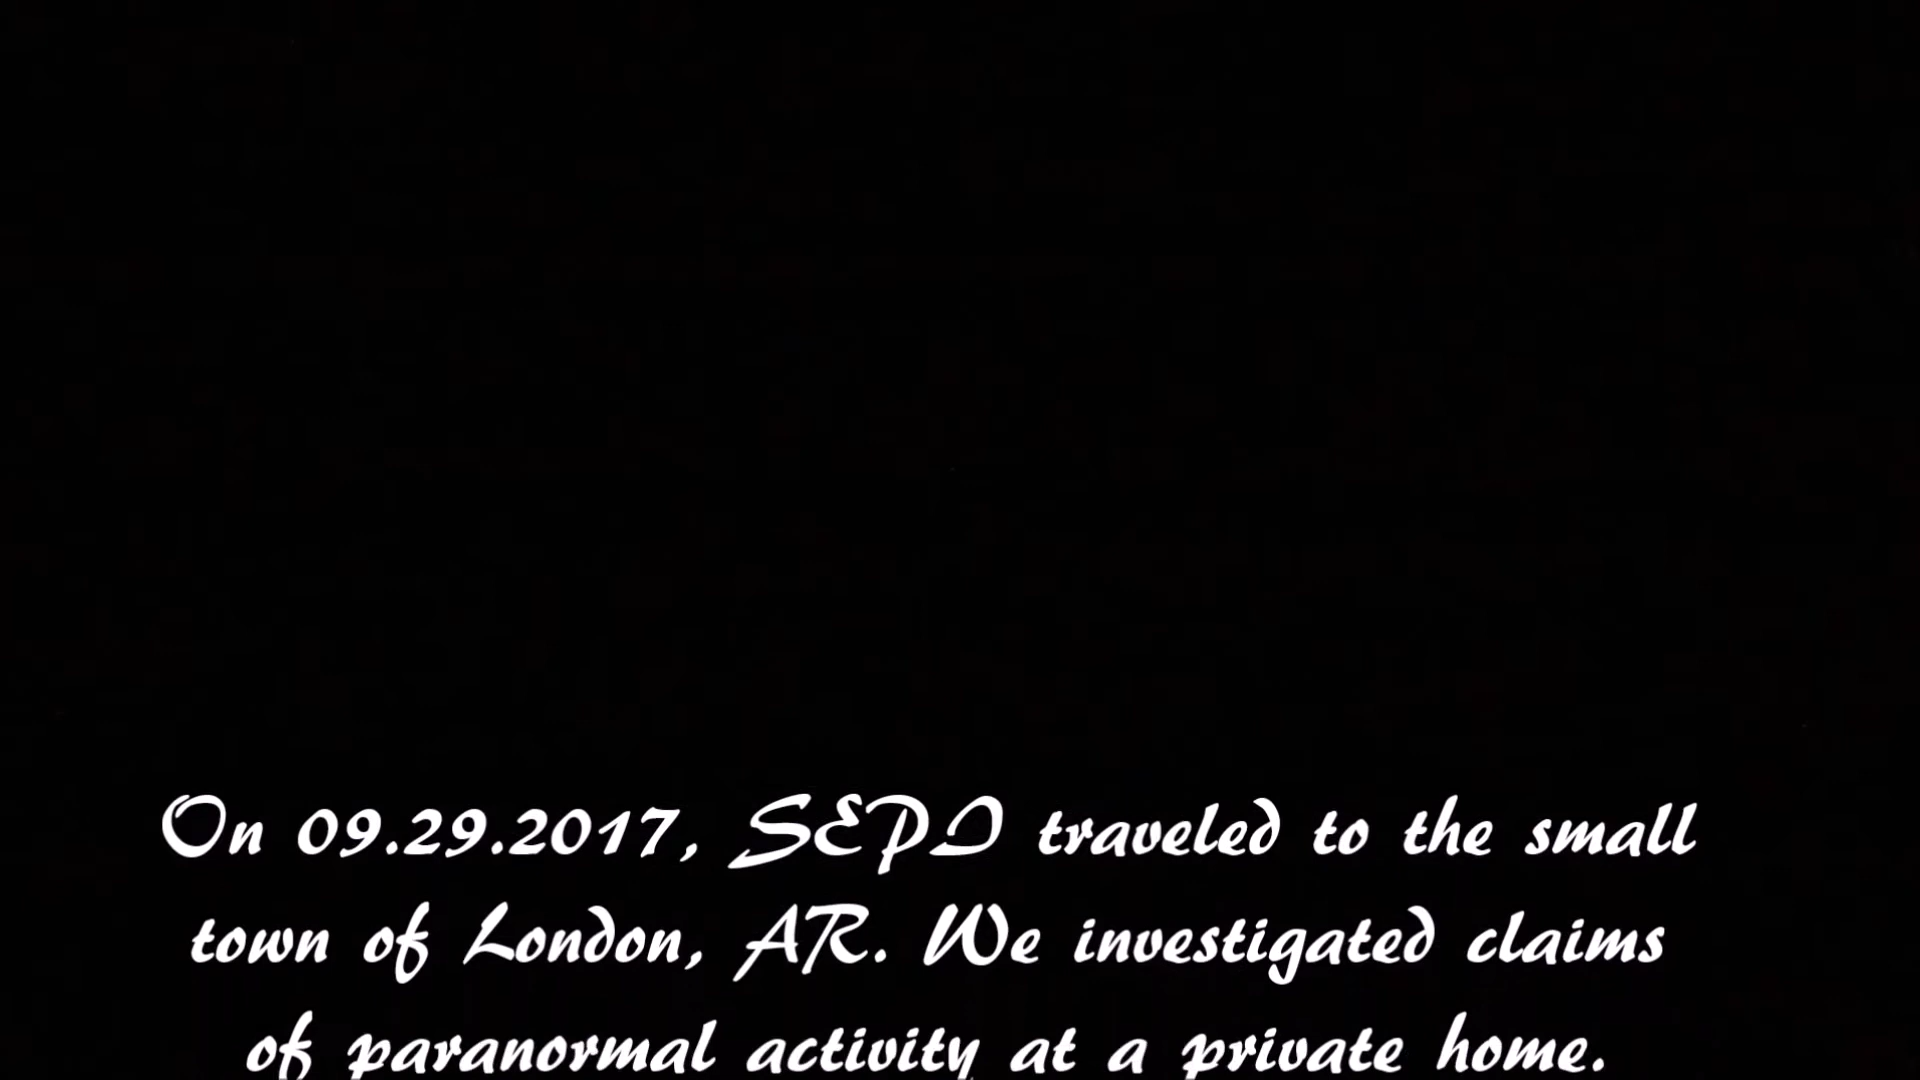 On 09.29.2017, SEPI traveled to the small
town of London, AR. We investigated claims
of paranormal activity at a private home.